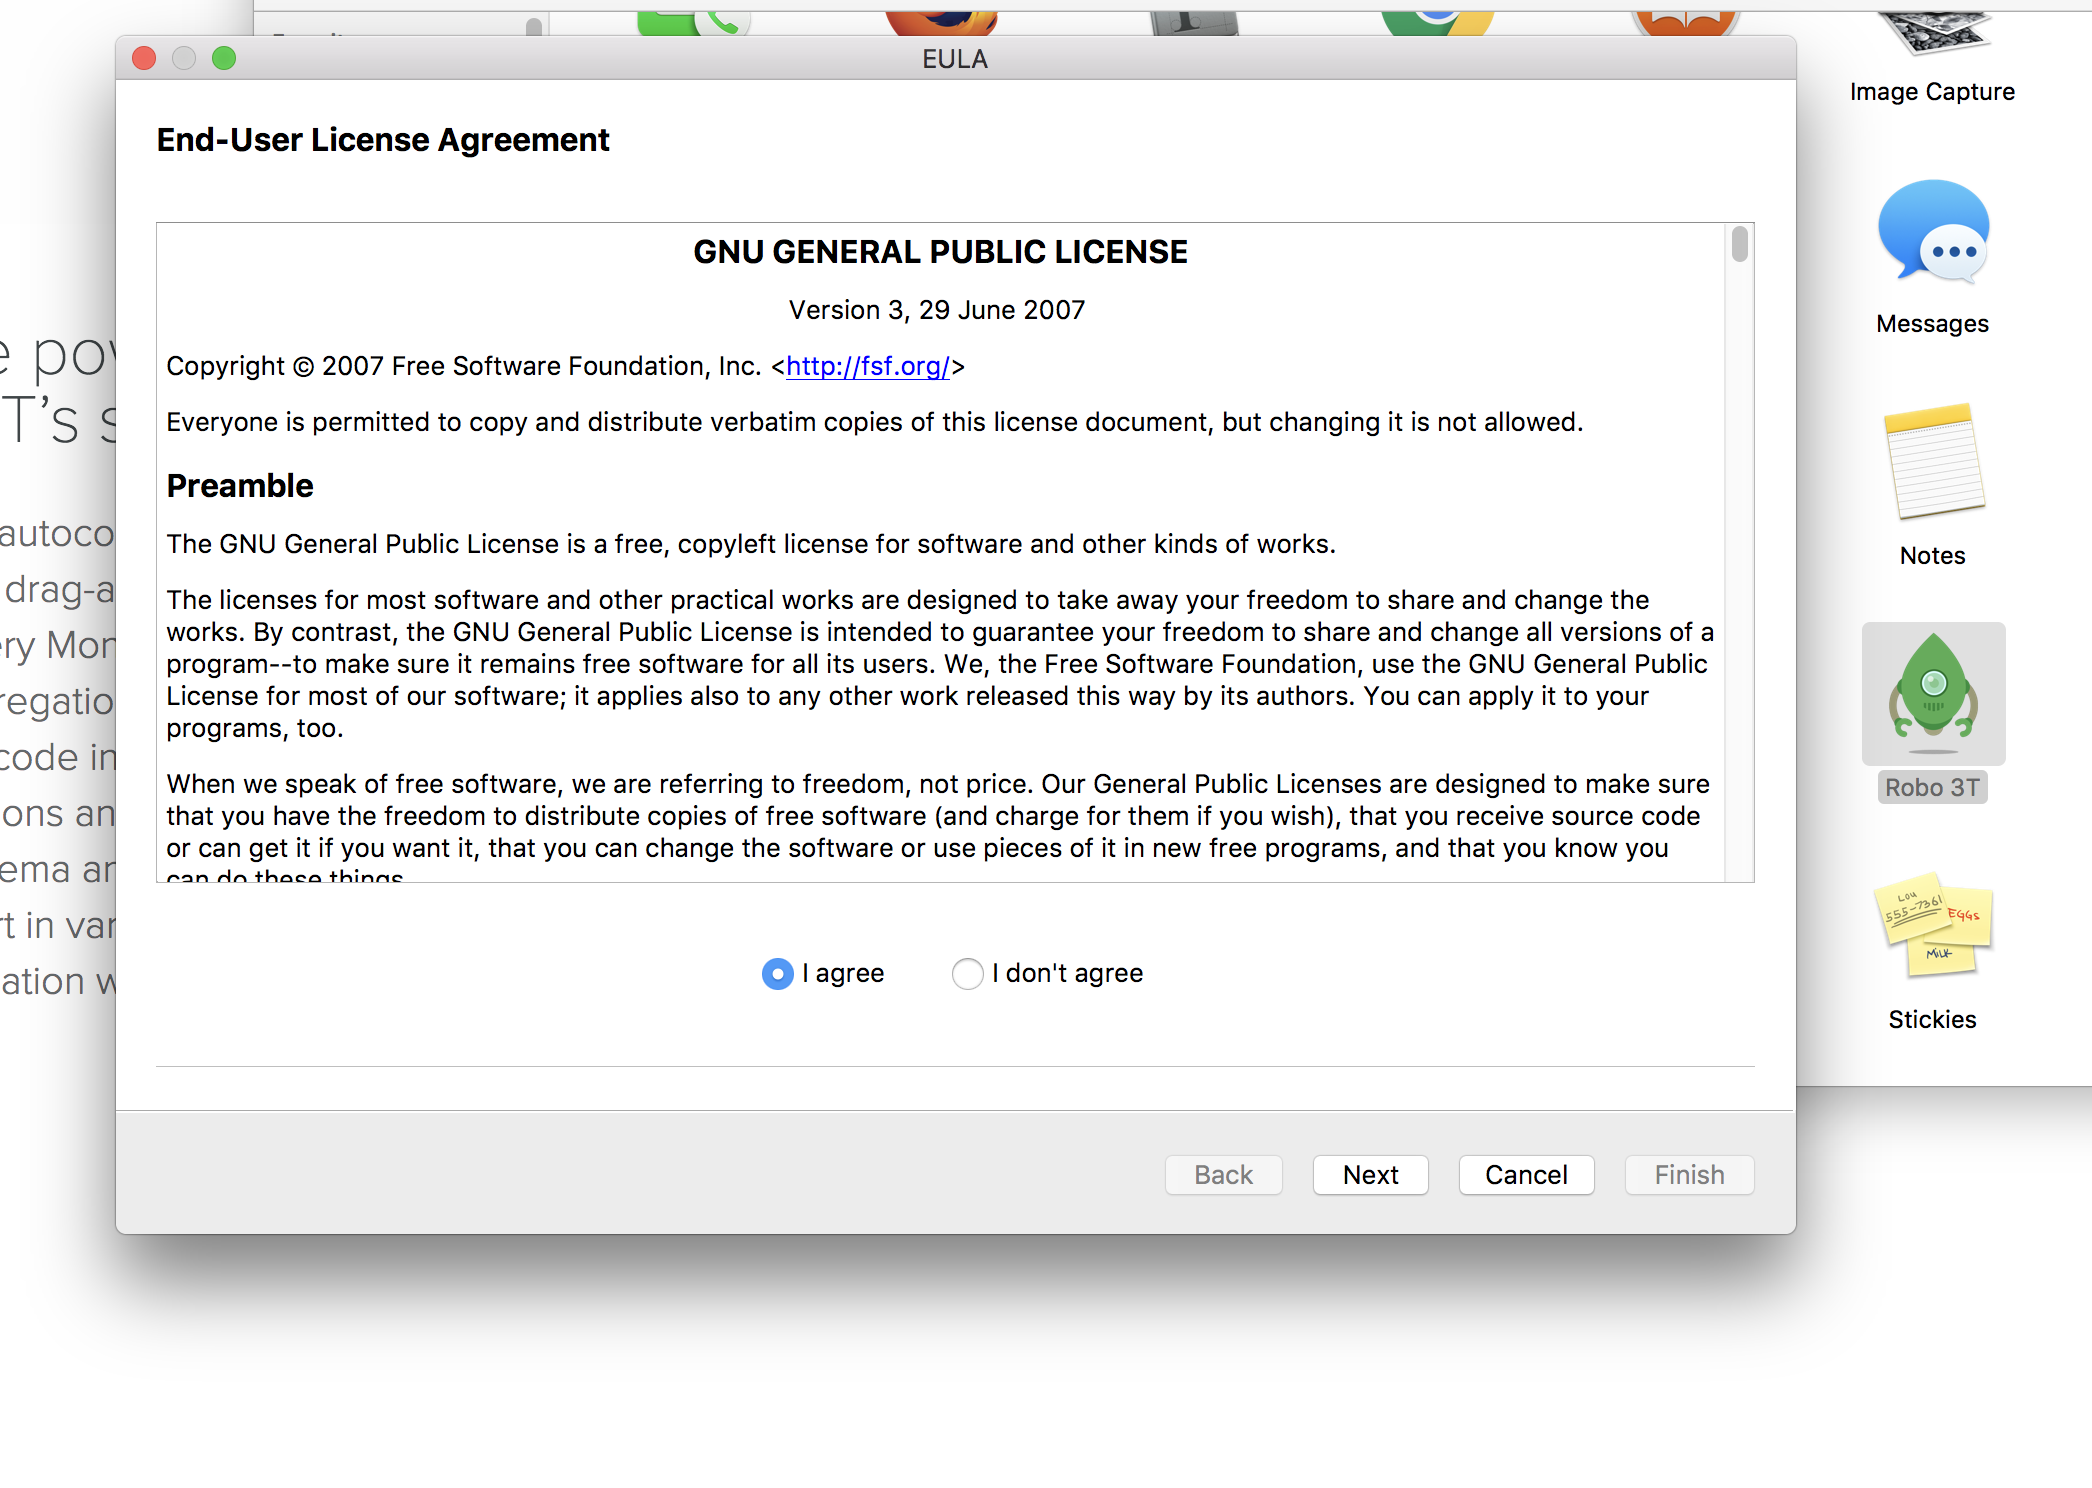 EULA
End-User License Agreement
GNU GENERAL PUBLIC LICENSE
Version 3, 29 June 2007
Copyright © 2007 Free Software Foundation, Inc. <http://fsf.org/>
Everyone is permitted to copy and distribute verbatim copies of this license document, but changing it is not allowed.
Preamble
The GNU General Public License is a free, copyleft license for software and other kinds of works.
The licenses for most software and other practical works are designed to take away your freedom to share and change the
works. By contrast, the GNU General Public License is intended to guarantee your freedom to share and change all versions of a
program--to make sure it remains free software for all its users. We, the Free Software Foundation, use the GNU General Public
License for most of our software; it applies also to any other work released this way by its authors. You can apply it to your
programs, too.
When we speak of free software, we are referring to freedom, not price. Our General Public Licenses are designed to make sure
that you have the freedom to distribute copies of free software (and charge for them if you wish), that you receive source code
or can get it if you want it, that you can change the software or use pieces of it in new free programs, and that you know you
can do these things.
I agree
I don't agree
Back
Next
Cancel
Finish
e pow
T's s
autoco
drag-a
ery Mon
regatio
code in
ons an
ema ar
rt in var
ation w
Image Capture
Messages
Notes
Robo 3T
Lou
555-7361
EGGS
MILK
Stickies